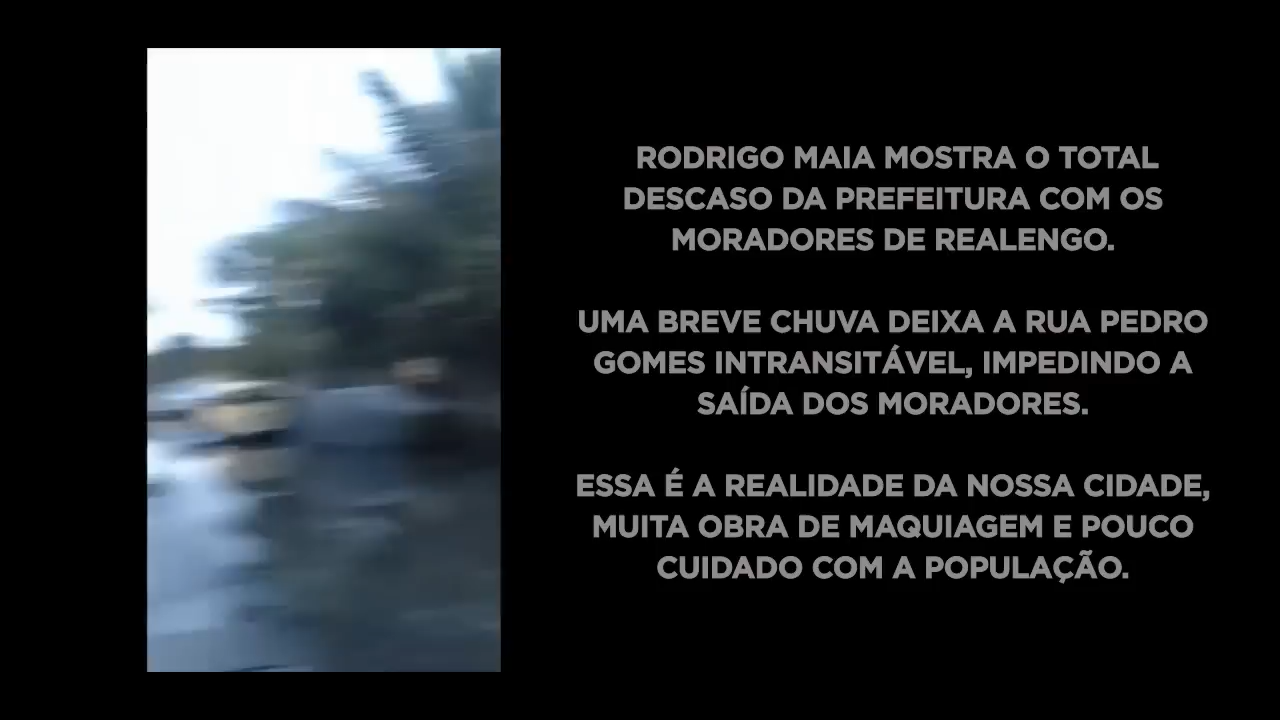 RODRIGO MAIA MOSTRA O TOTAL
DESCASO DA PREFEITURA COM OS
MORADORES DE REALENGO.
UMA BREVE CHUVA DEIXA A RUA PEDRO
GOMES INTRANSITÁVEL, IMPEDINDO A
SAÍDA DOS MORADORES.
ESSA É A REALIDADE DA NOSSA CIDADE,
MUITA OBRA DE MAQUIAGEM E POUCO
CUIDADO COM A POPULAÇÃO.